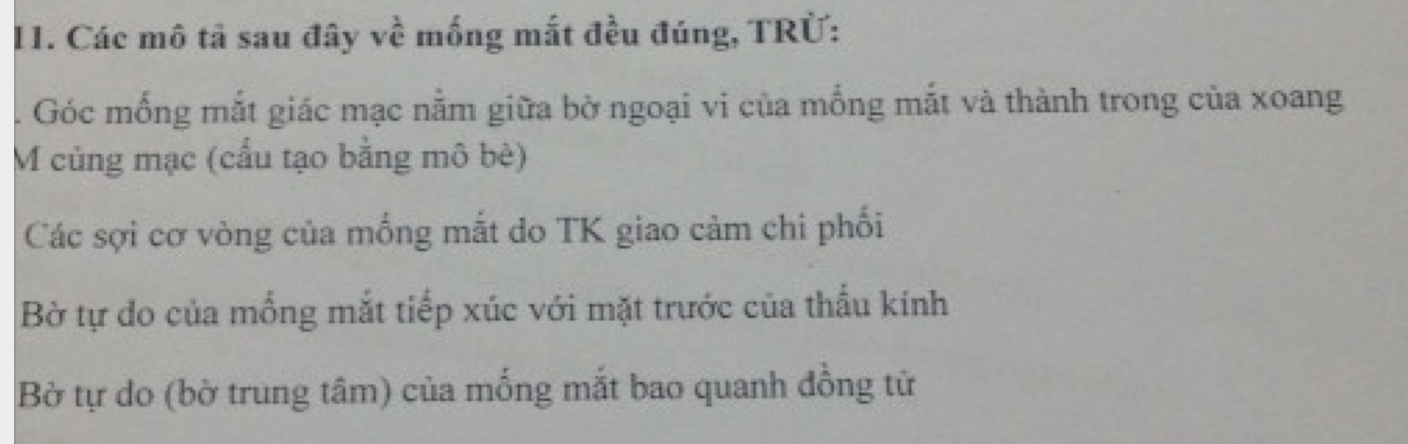 11. Các mô tả sau đây về mống mắt đều đúng, TRỪ:
. Góc mống mắt giác mạc nằm giữa bờ ngoại vi của mống mắt và thành trong của xoang
M củng mạc (cấu tạo bằng mô bè)
Các sợi cơ vòng của mống mắt do TK giao cảm chi phối
Bờ tự do của mống mắt tiếp xúc với mặt trước của thấu kính
Bờ tự do (bờ trung tâm) của mống mắt bao quanh đồng tử